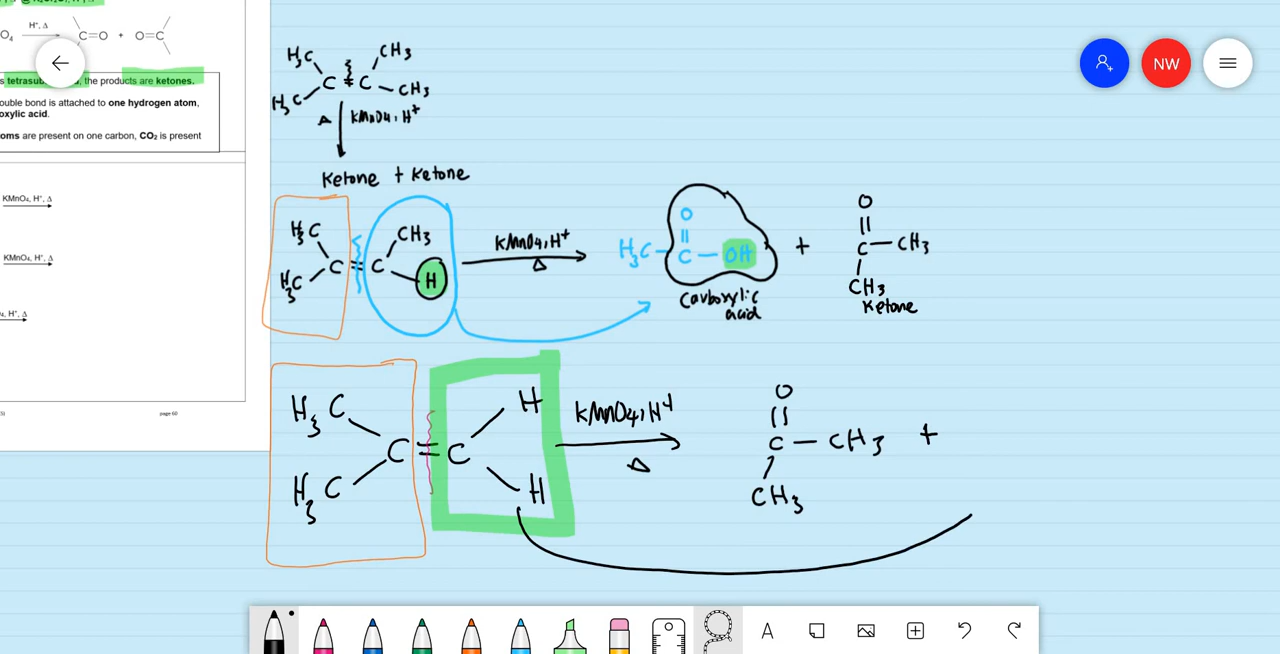 H⁺, Δ
O₄ C=O + O=C
NW
s tetrasub , the products are ketones.
ouble bond is attached to one hydrogen atom,
oxylic acid.
oms are present on one carbon, CO₂ is present
KMnO₄, H⁺, Δ
KMnO₄, H⁺, Δ
₄, H⁺, Δ
page 60
H₃C CH₃
C = C
H₃C CH₃
Δ KMnO4, H⁺
Ketone + Ketone
H₃C CH₃
C = C
H₃C H
KMnO4, H⁺
Δ
O
||
H₃C - C - OH
Carboxylic
acid
+
O
||
C - CH₃
CH₃
Ketone
H₃C H
C = C
H₃C H
KMnO4, H⁺
Δ
O
||
C - CH₃ +
CH₃
A